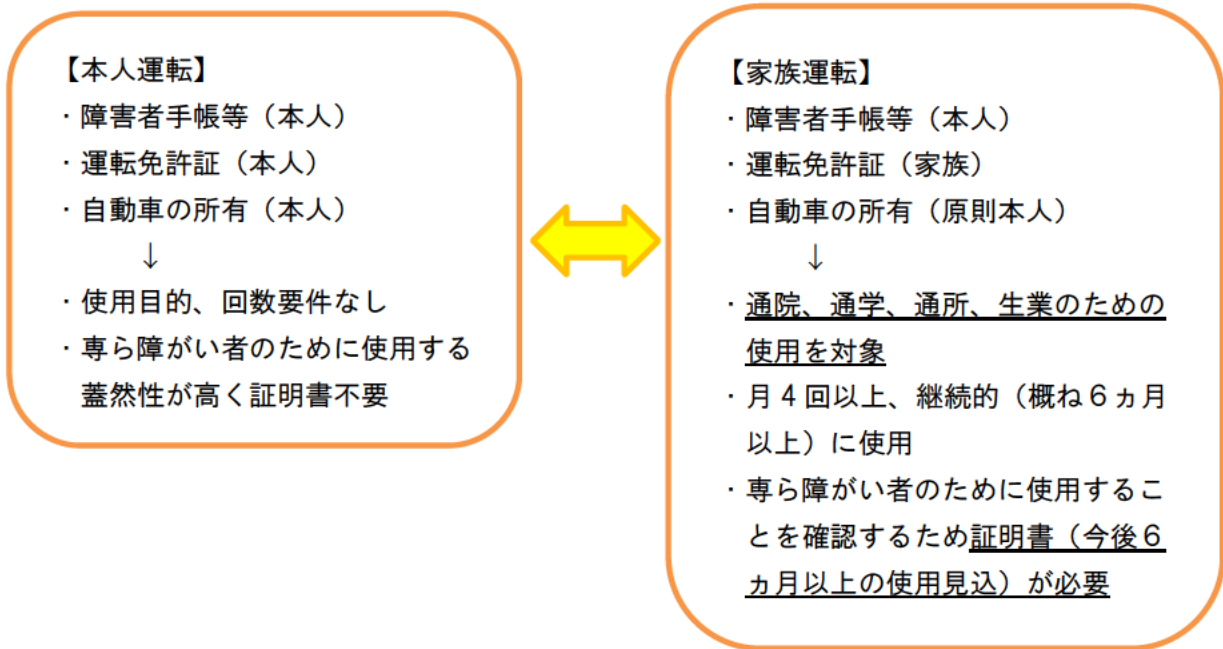 【本人運転】
・障害者手帳等（本人）
・運転免許証（本人）
・自動車の所有（本人）
↓
・使用目的、回数要件なし
・専ら障がい者のために使用する
蓋然性が高く証明書不要
【家族運転】
・障害者手帳等（本人）
・運転免許証（家族）
・自動車の所有（原則本人）
↓
・通院、通学、通所、生業のための
使用を対象
・月４回以上、継続的（概ね６ヵ月
以上）に使用
・専ら障がい者のために使用するこ
とを確認するため証明書（今後６
ヵ月以上の使用見込）が必要